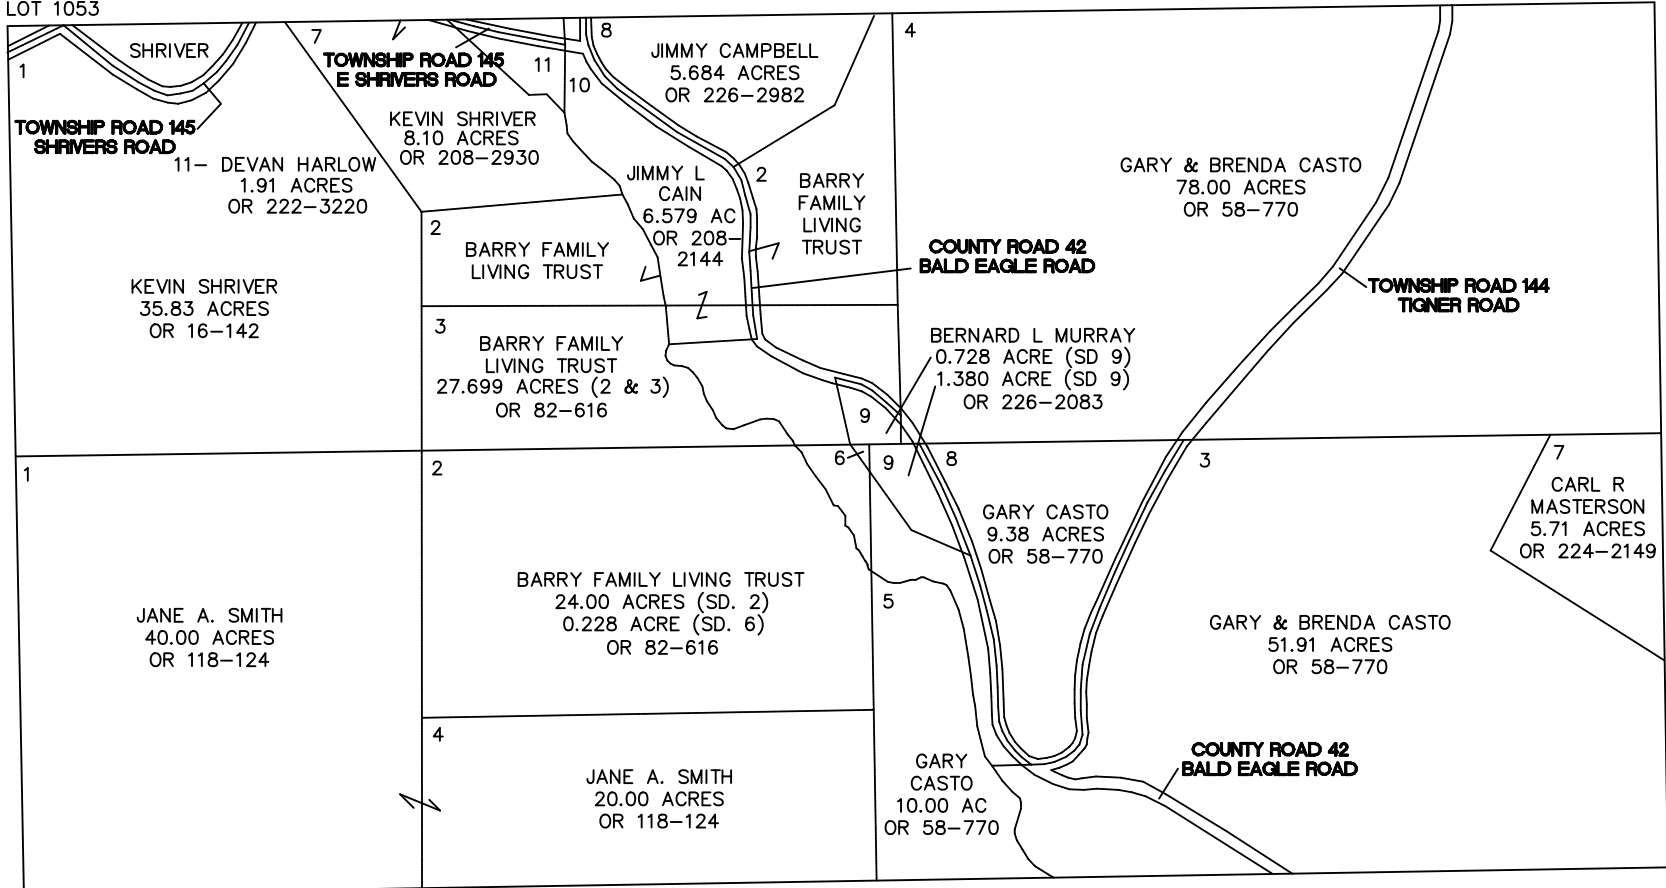 LOT 1053
1
SHRIVER
TOWNSHIP ROAD 145
SHRIVERS ROAD
7
TOWNSHIP ROAD 145
E SHRIVERS ROAD
11
10
8
JIMMY CAMPBELL
5.684 ACRES
OR 226-2982
4
11- DEVAN HARLOW
1.91 ACRES
OR 222-3220
KEVIN SHRIVER
8.10 ACRES
OR 208-2930
JIMMY L
CAIN
6.579 AC
OR 208-
2144
2
BARRY
FAMILY
LIVING
TRUST
GARY & BRENDA CASTO
78.00 ACRES
OR 58-770
2
BARRY FAMILY
LIVING TRUST
COUNTY ROAD 42
BALD EAGLE ROAD
TOWNSHIP ROAD 144
TIGNER ROAD
KEVIN SHRIVER
35.83 ACRES
OR 16-142
3
BARRY FAMILY
LIVING TRUST
27.699 ACRES (2 & 3)
OR 82-616
BERNARD L MURRAY
0.728 ACRE (SD 9)
1.380 ACRE (SD 9)
OR 226-2083
9
1
2
6
9
8
3
7
CARL R
MASTERSON
5.71 ACRES
OR 224-2149
GARY CASTO
9.38 ACRES
OR 58-770
BARRY FAMILY LIVING TRUST
24.00 ACRES (SD. 2)
0.228 ACRE (SD. 6)
OR 82-616
5
JANE A. SMITH
40.00 ACRES
OR 118-124
GARY & BRENDA CASTO
51.91 ACRES
OR 58-770
4
JANE A. SMITH
20.00 ACRES
OR 118-124
GARY
CASTO
10.00 AC
OR 58-770
COUNTY ROAD 42
BALD EAGLE ROAD